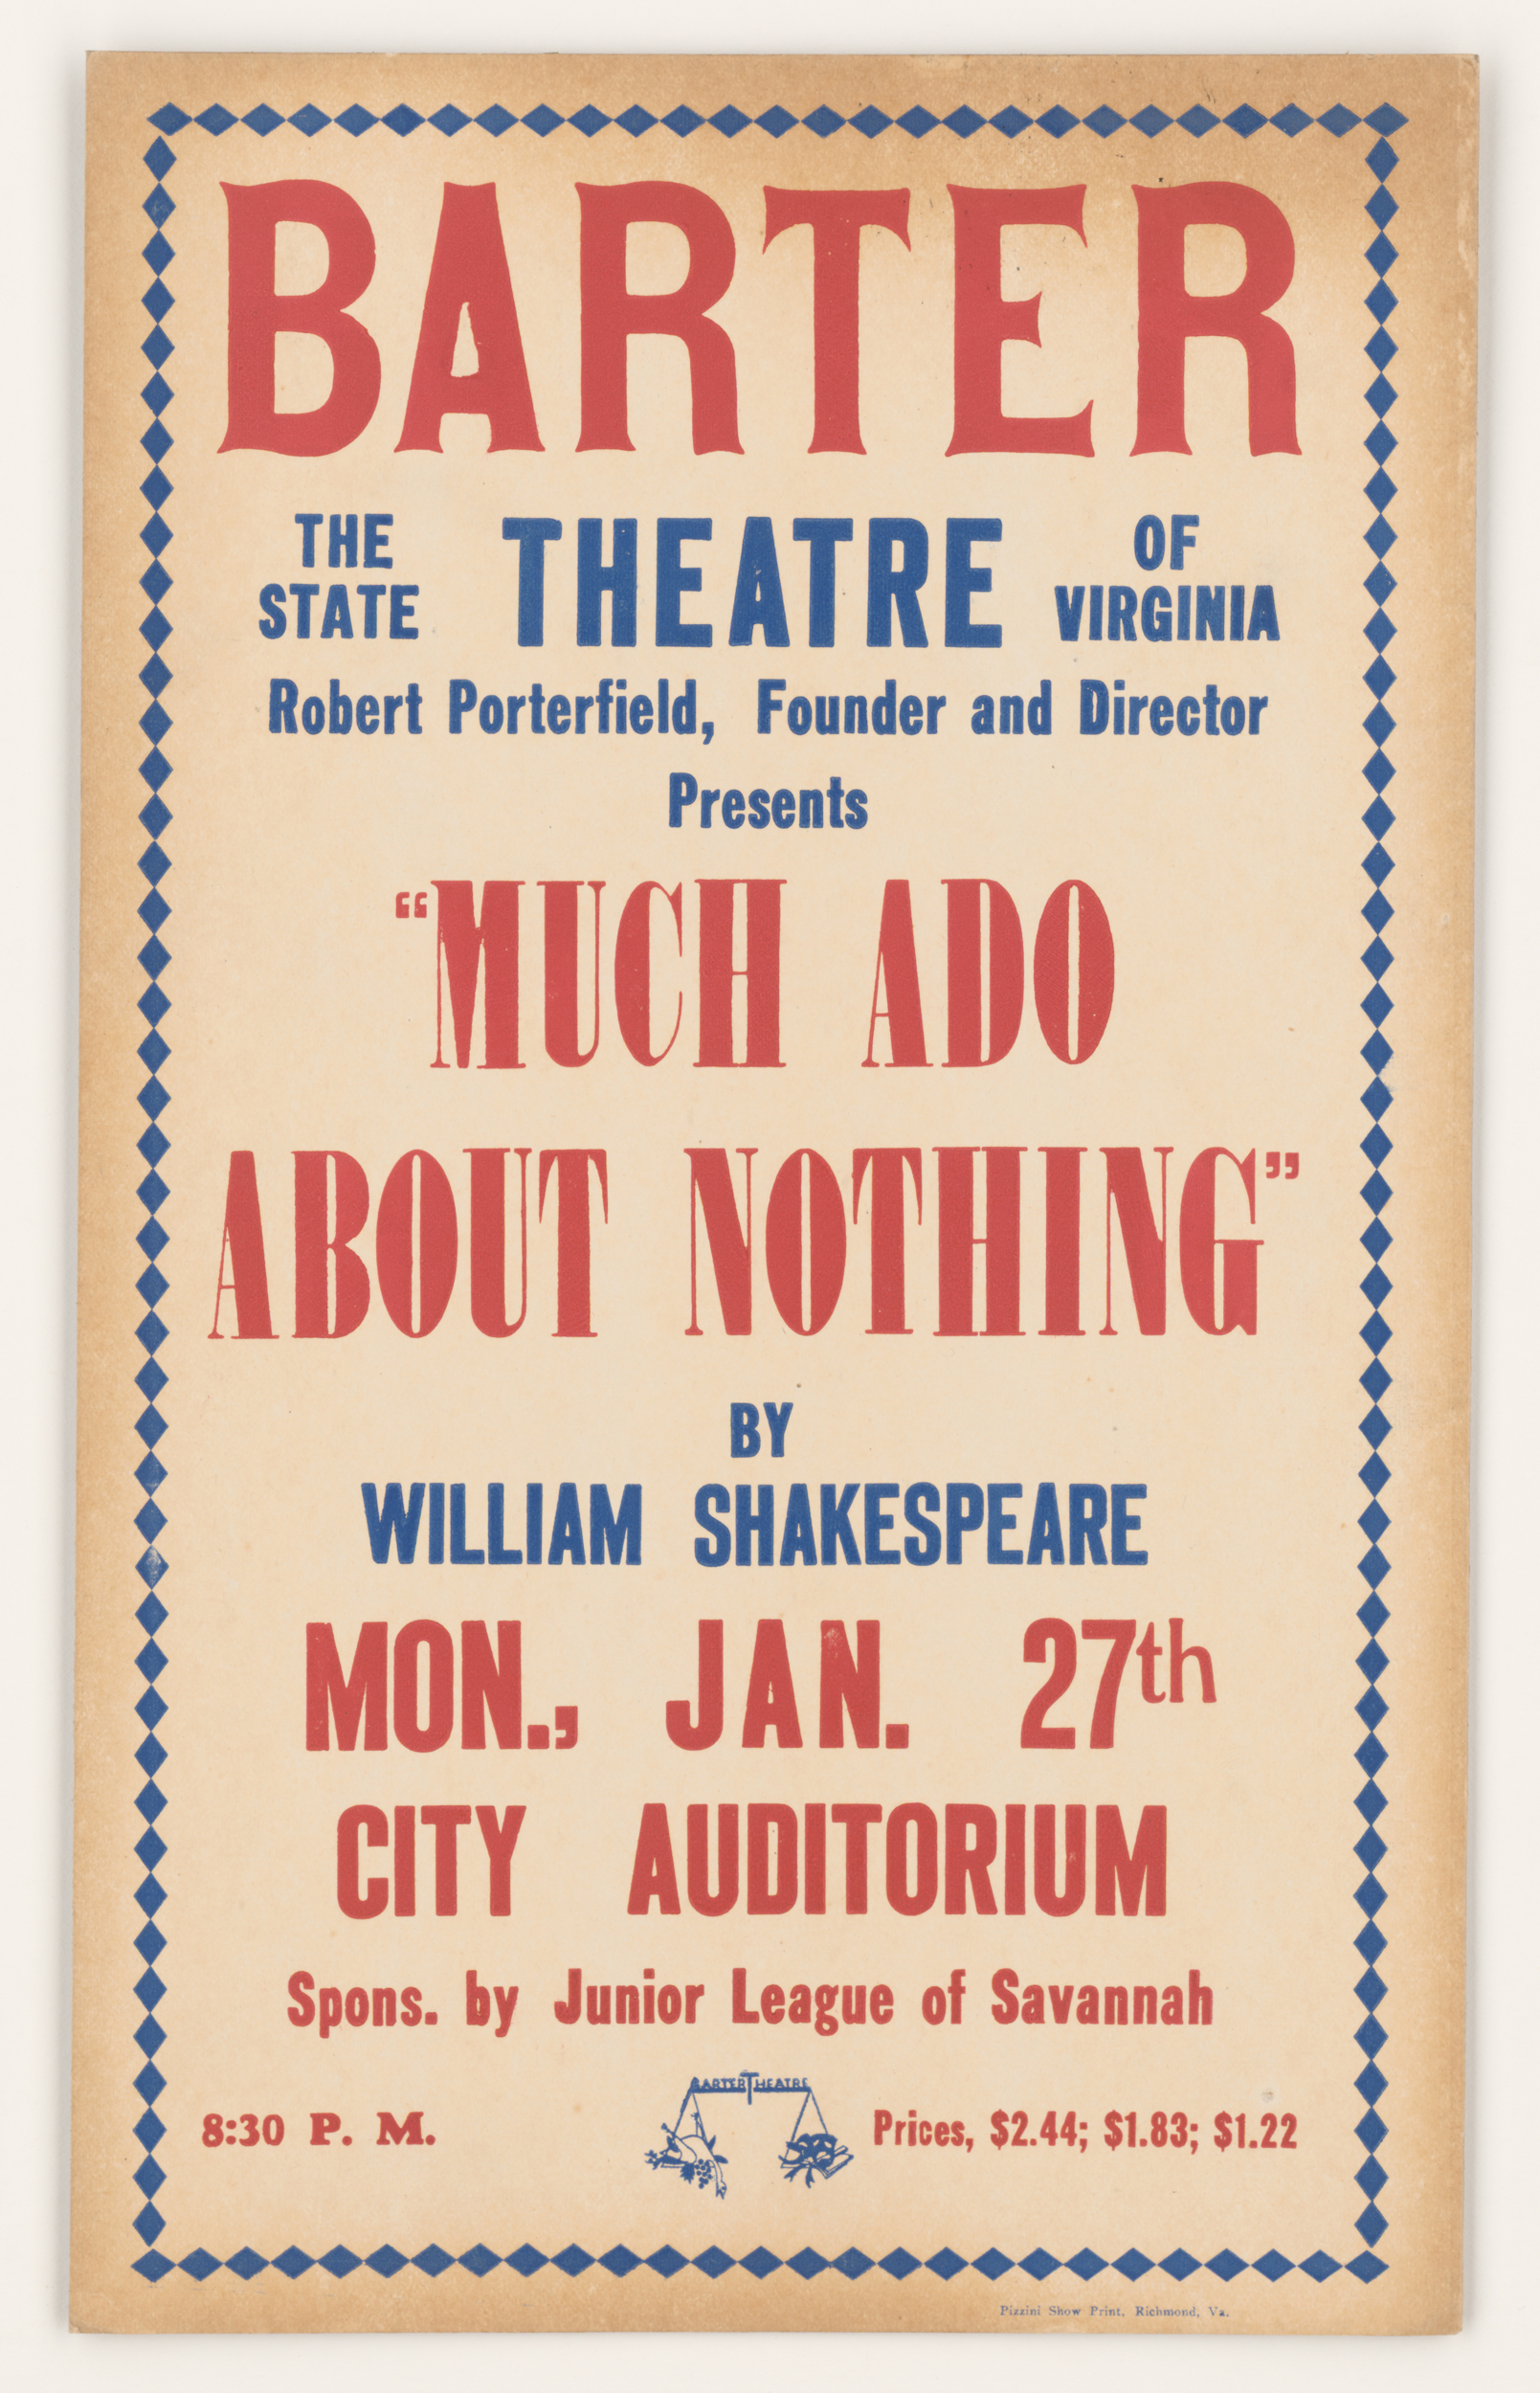 BARTER
THE STATE THEATRE OF VIRGINIA
Robert Porterfield, Founder and Director
Presents
“MUCH ADO
ABOUT NOTHING”
BY
WILLIAM SHAKESPEARE
MON., JAN. 27th
CITY AUDITORIUM
Spons. by Junior League of Savannah
BARTER THEATRE
8:30 P. M.
Prices, $2.44; $1.83; $1.22
Pizzini Show Print, Richmond, Va.